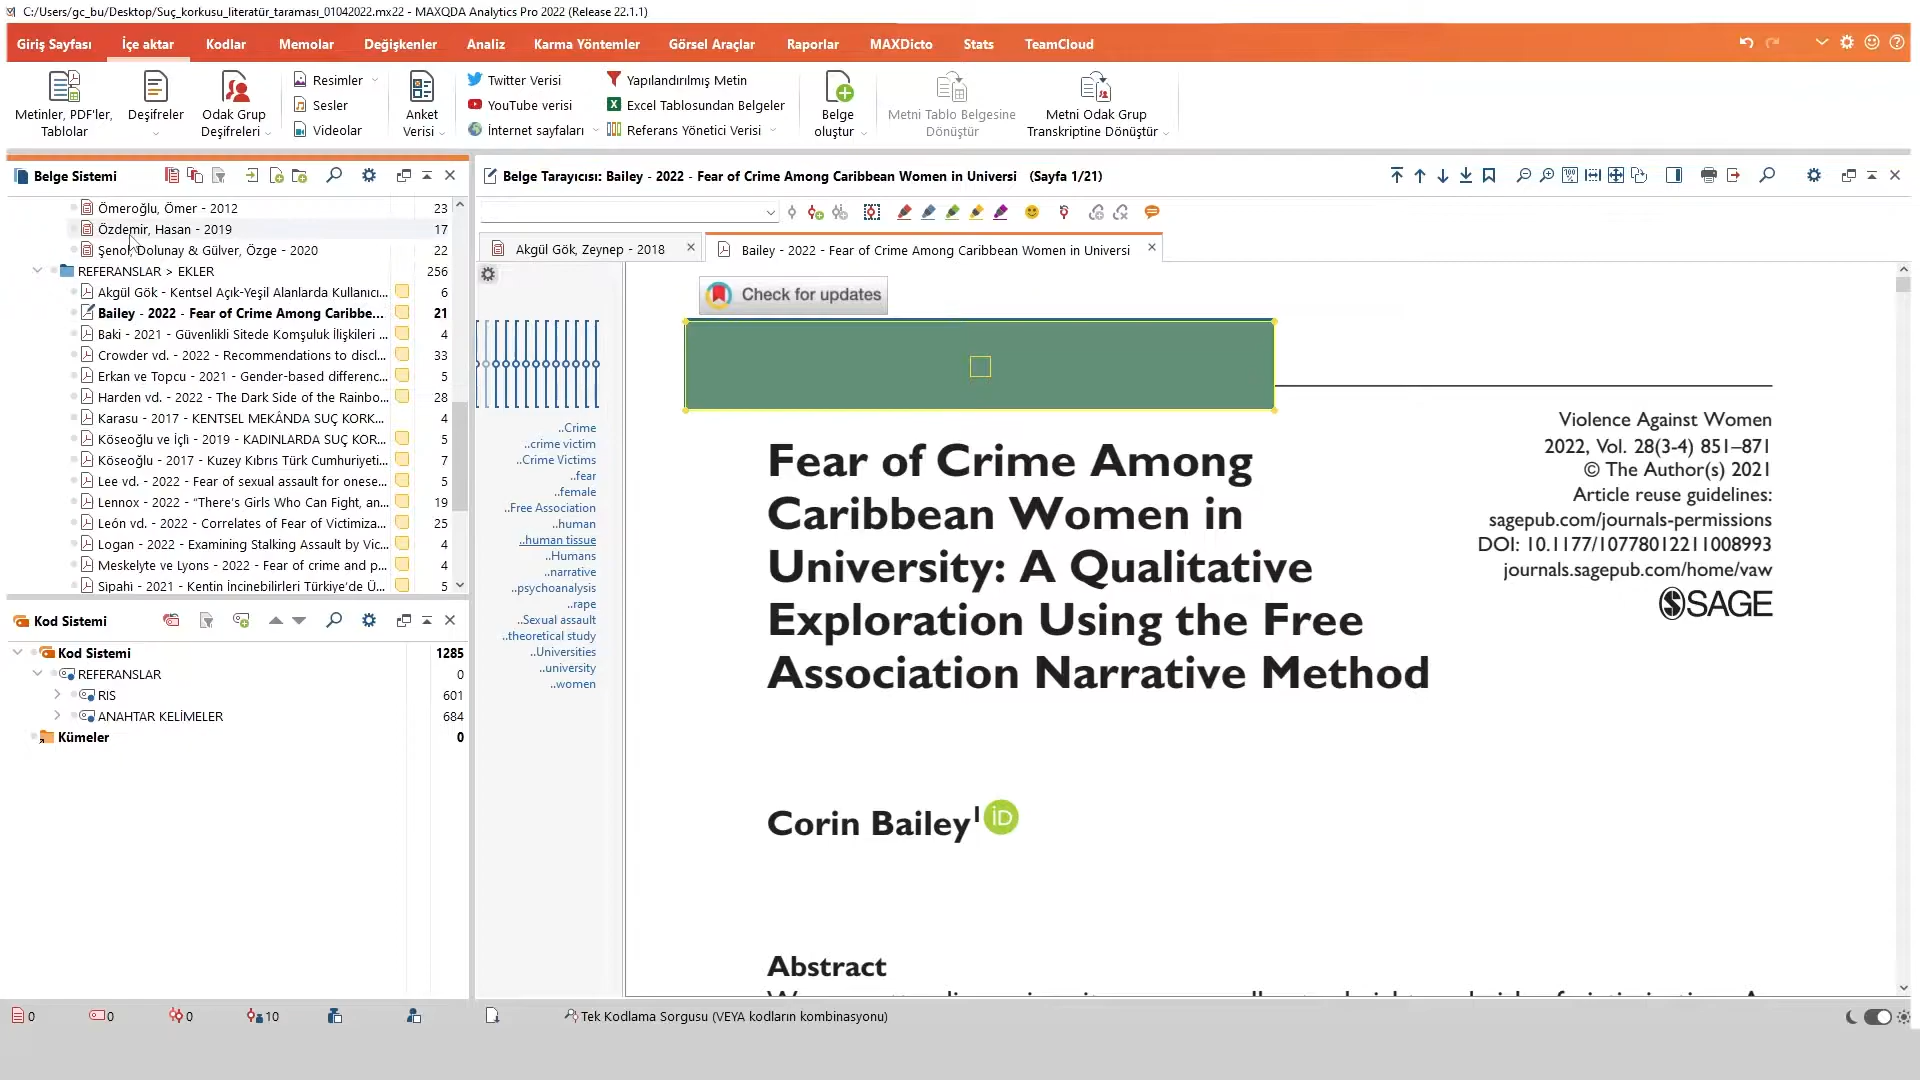 C:/Users/gc_bu/Desktop/Suç_korkusu_literatür_taraması_01042022.mx22 - MAXQDA Analytics Pro 2022 (Release 22.1.1)
Giriş Sayfası İçe aktar Kodlar Memolar Değişkenler Analiz Karma Yöntemler Görsel Araçlar Raporlar MAXDicto Stats TeamCloud
Metinler, PDF'ler, Tablolar
Deşifreler
Odak Grup Deşifreleri
Resimler
Sesler
Videolar
Anket Verisi
Twitter Verisi
YouTube verisi
İnternet sayfaları
Yapılandırılmış Metin
Excel Tablosundan Belgeler
Referans Yönetici Verisi
Belge oluştur
Metni Tablo Belgesine Dönüştür
Metni Odak Grup Transkriptine Dönüştür
Belge Sistemi
Ömeroğlu, Ömer - 2012 23
Özdemir, Hasan - 2019 17
Şenol, Dolunay & Gülver, Özge - 2020 22
REFERANSLAR > EKLER 256
Akgül Gök - Kentsel Açık-Yeşil Alanlarda Kullanıcı... 6
Bailey - 2022 - Fear of Crime Among Caribbe... 21
Baki - 2021 - Güvenlikli Sitede Komşuluk İlişkileri ... 4
Crowder vd. - 2022 - Recommendations to discl... 33
Erkan ve Topcu - 2021 - Gender-based differenc... 5
Harden vd. - 2022 - The Dark Side of the Rainbo... 28
Karasu - 2017 - KENTSEL MEKÂNDA SUÇ KORK... 4
Köseoğlu ve İçli - 2019 - KADINLARDA SUÇ KOR... 5
Köseoğlu - 2017 - Kuzey Kıbrıs Türk Cumhuriyeti... 7
Lee vd. - 2022 - Fear of sexual assault for onese... 5
Lennox - 2022 - “There's Girls Who Can Fight, an... 19
León vd. - 2022 - Correlates of Fear of Victimiza... 25
Logan - 2022 - Examining Stalking Assault by Vic... 4
Meskelyte ve Lyons - 2022 - Fear of crime and p... 4
Sipahi - 2021 - Kentin İncinebilirleri Türkiye'de Ü... 5
Kod Sistemi
Kod Sistemi 1285
REFERANSLAR 0
RIS 601
ANAHTAR KELİMELER 684
Kümeler 0
Belge Tarayıcısı: Bailey - 2022 - Fear of Crime Among Caribbean Women in Universi (Sayfa 1/21)
Akgül Gök, Zeynep - 2018
Bailey - 2022 - Fear of Crime Among Caribbean Women in Universi
..Crime
..crime victim
..Crime Victims
..fear
..female
..Free Association
..human
..human tissue
..Humans
..narrative
..psychoanalysis
..rape
..Sexual assault
..theoretical study
..Universities
..university
..women
Check for updates
Violence Against Women
2022, Vol. 28(3-4) 851–871
© The Author(s) 2021
Article reuse guidelines:
sagepub.com/journals-permissions
DOI: 10.1177/10778012211008993
journals.sagepub.com/home/vaw
SSAGE
Fear of Crime Among
Caribbean Women in
University: A Qualitative
Exploration Using the Free
Association Narrative Method
Corin Bailey1 iD
Abstract
0 0 0 10
Tek Kodlama Sorgusu (VEYA kodların kombinasyonu)